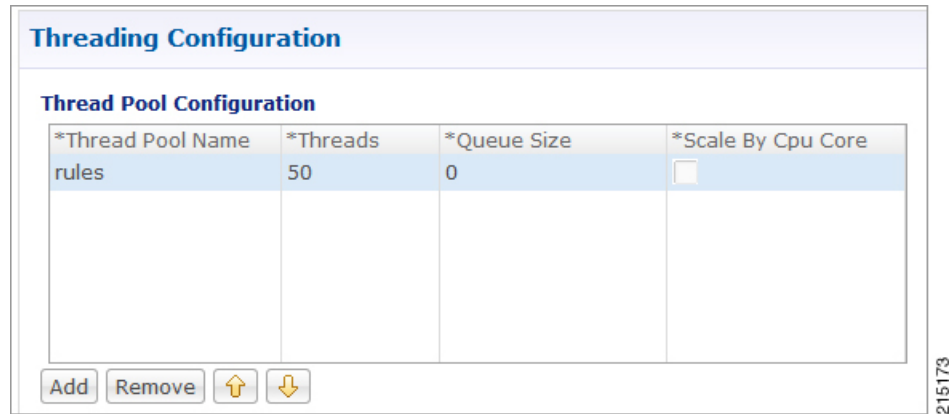 Threading Configuration
Thread Pool Configuration
*Thread Pool Name *Threads *Queue Size *Scale By Cpu Core
rules 50 0
Add Remove
215173